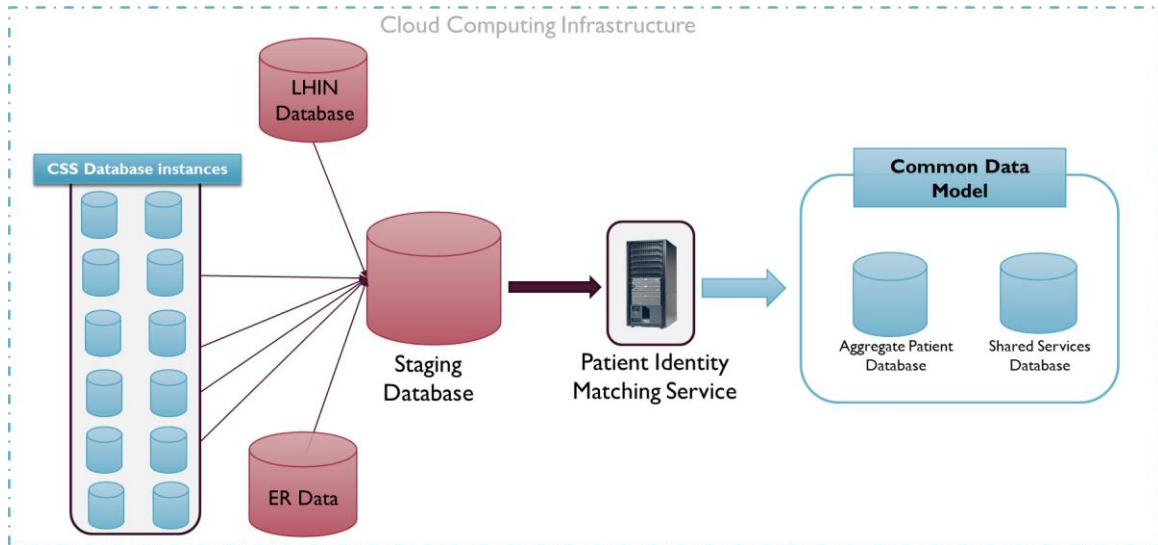 Cloud Computing Infrastructure
LHIN
Database
CSS Database instances
Common Data
Model
Staging
Database
Patient Identity
Matching Service
Aggregate Patient
Database
Shared Services
Database
ER Data